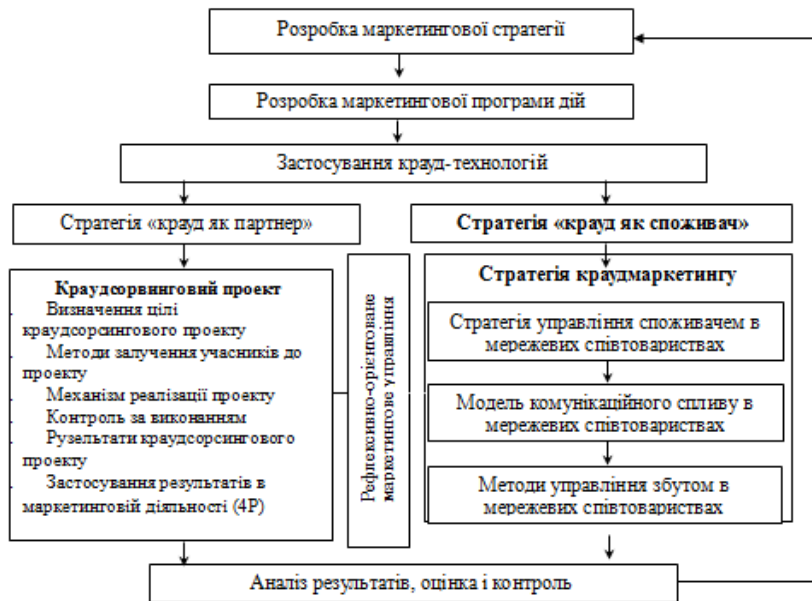 Розробка маркетингової стратегії
Розробка маркетингової програми дій
Застосування крауд-технологій
Стратегія «крауд як партнер»
Стратегія «крауд як споживач»
Краудсорвинговий проект
Визначення цілі
краудсорсингового проекту
Методи залучення учасників до
проекту
Механізм реалізації проекту
Контроль за виконанням
Рузельтати краудсорсингового
проекту
Застосування результатів в
маркетинговій діяльності (4Р)
Рефлексивно-орієнтоване
маркетингове управління
Стратегія краудмаркетингу
Стратегія управління споживачем в
мережевих співтовариствах
Модель комунікаційного спливу в
мережевих співтовариствах
Методи управління збутом в
мережевих співтовариствах
Аналіз результатів, оцінка і контроль